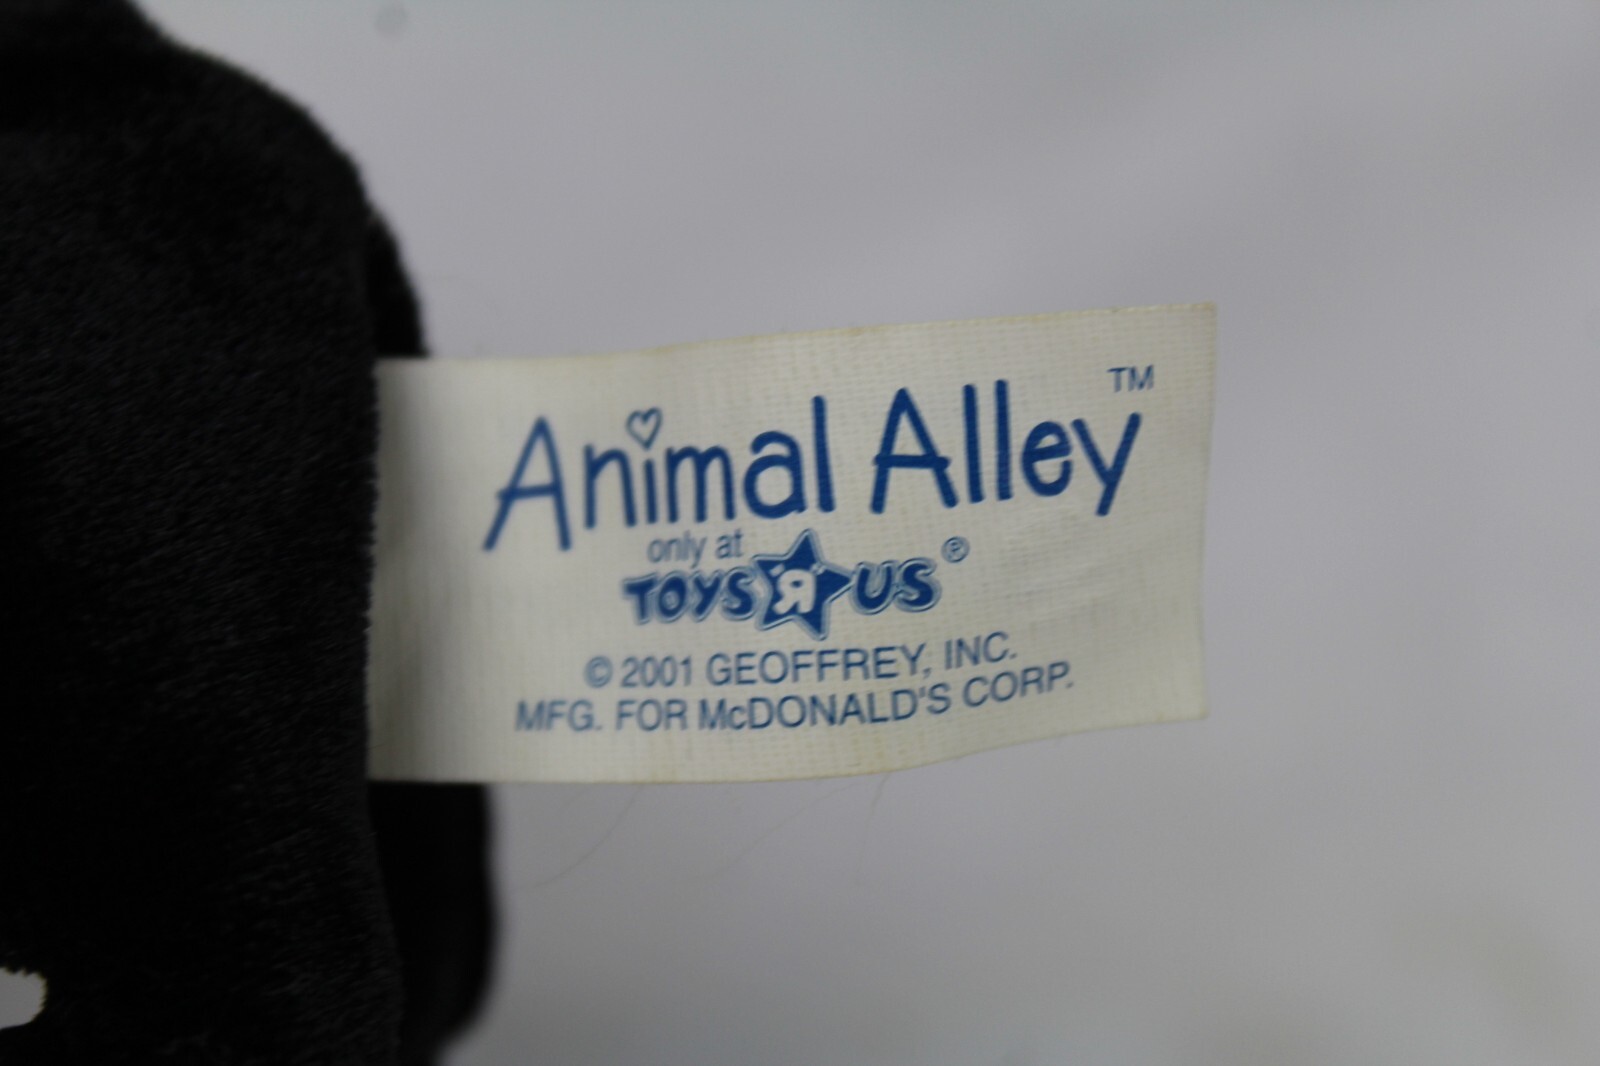 Animal Alley™
only at
TOYS "R" US®
© 2001 GEOFFREY, INC.
MFG. FOR McDONALD'S CORP.